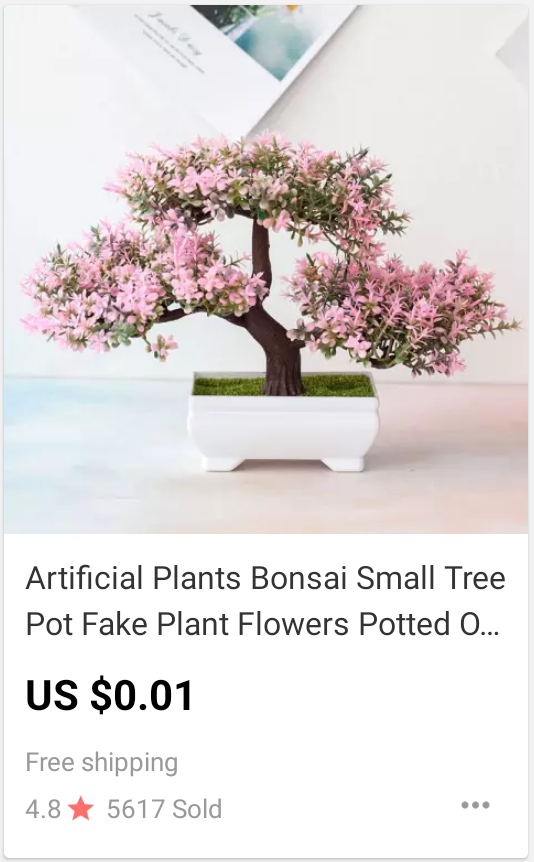 Artificial Plants Bonsai Small Tree
Pot Fake Plant Flowers Potted O...
US $0.01
Free shipping
4.8 5617 Sold